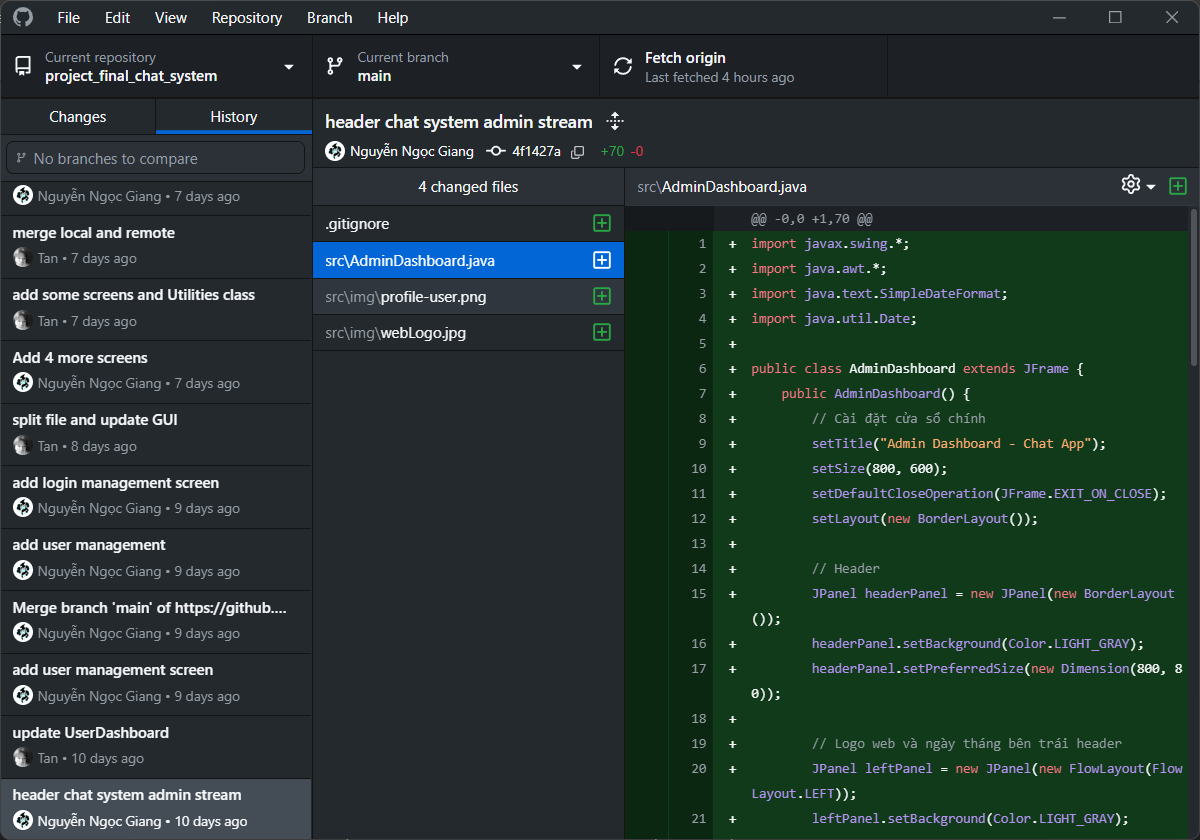 File Edit View Repository Branch Help
Current repository
project_final_chat_system
Current branch
main
Fetch origin
Last fetched 4 hours ago
Changes History
No branches to compare
Nguyễn Ngọc Giang • 7 days ago
merge local and remote
Tan • 7 days ago
add some screens and Utilities class
Tan • 7 days ago
Add 4 more screens
Nguyễn Ngọc Giang • 7 days ago
split file and update GUI
Tan • 8 days ago
add login management screen
Nguyễn Ngọc Giang • 9 days ago
add user management
Nguyễn Ngọc Giang • 9 days ago
Merge branch 'main' of https://github....
Nguyễn Ngọc Giang • 9 days ago
add user management screen
Nguyễn Ngọc Giang • 9 days ago
update UserDashboard
Tan • 10 days ago
header chat system admin stream
Nguyễn Ngọc Giang • 10 days ago
header chat system admin stream
Nguyễn Ngọc Giang 4f1427a +70 -0
4 changed files
.gitignore
src\AdminDashboard.java
src\img\profile-user.png
src\img\webLogo.jpg
src\AdminDashboard.java
@@ -0,0 +1,70 @@
1 + import javax.swing.*;
2 + import java.awt.*;
3 + import java.text.SimpleDateFormat;
4 + import java.util.Date;
5 +
6 + public class AdminDashboard extends JFrame {
7 + public AdminDashboard() {
8 + // Cài đặt cửa sổ chính
9 + setTitle("Admin Dashboard - Chat App");
10 + setSize(800, 600);
11 + setDefaultCloseOperation(JFrame.EXIT_ON_CLOSE);
12 + setLayout(new BorderLayout());
13 +
14 + // Header
15 + JPanel headerPanel = new JPanel(new BorderLayout
());
16 + headerPanel.setBackground(Color.LIGHT_GRAY);
17 + headerPanel.setPreferredSize(new Dimension(800, 8
0));
18 +
19 + // Logo web và ngày tháng bên trái header
20 + JPanel leftPanel = new JPanel(new FlowLayout(Flow
Layout.LEFT));
21 + leftPanel.setBackground(Color.LIGHT_GRAY);